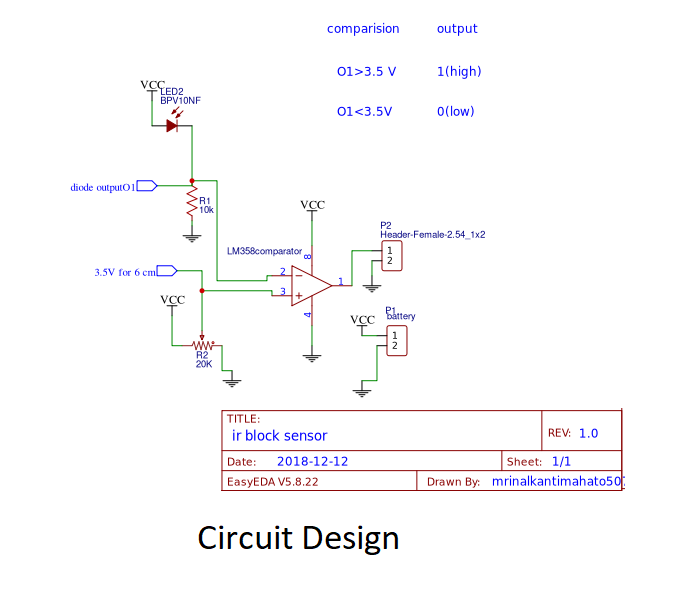 comparision output
O1>3.5 V 1(high)
O1<3.5V 0(low)
VCC
LED2
BPV10NF
diode outputO1
R1
10k
VCC
LM358comparator
8
2
3
1
4
P2
Header-Female-2.54_1x2
1
2
3.5V for 6 cm
VCC
R2
20K
P1
battery
VCC
1
2
TITLE:
ir block sensor
REV: 1.0
Date: 2018-12-12
Sheet: 1/1
EasyEDA V5.8.22
Drawn By: mrinalkantimahato50
Circuit Design